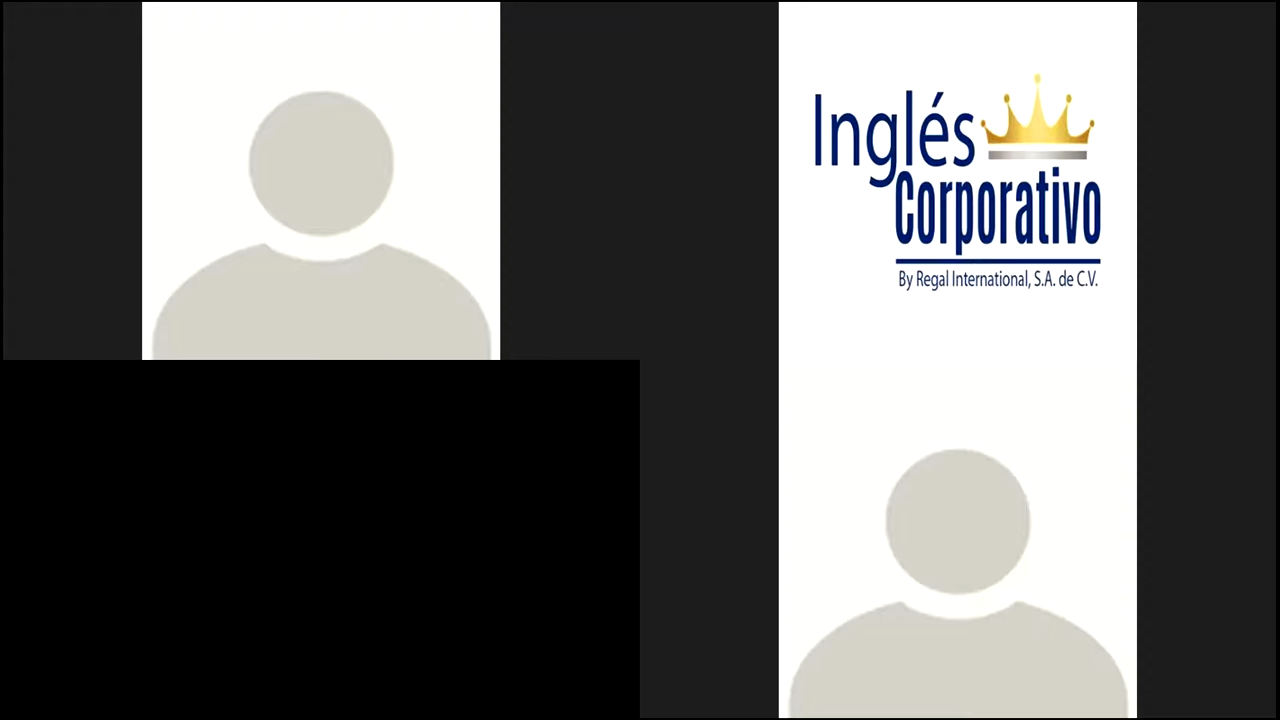 Inglés
Corporativo
By Regal International, S.A. de C.V.